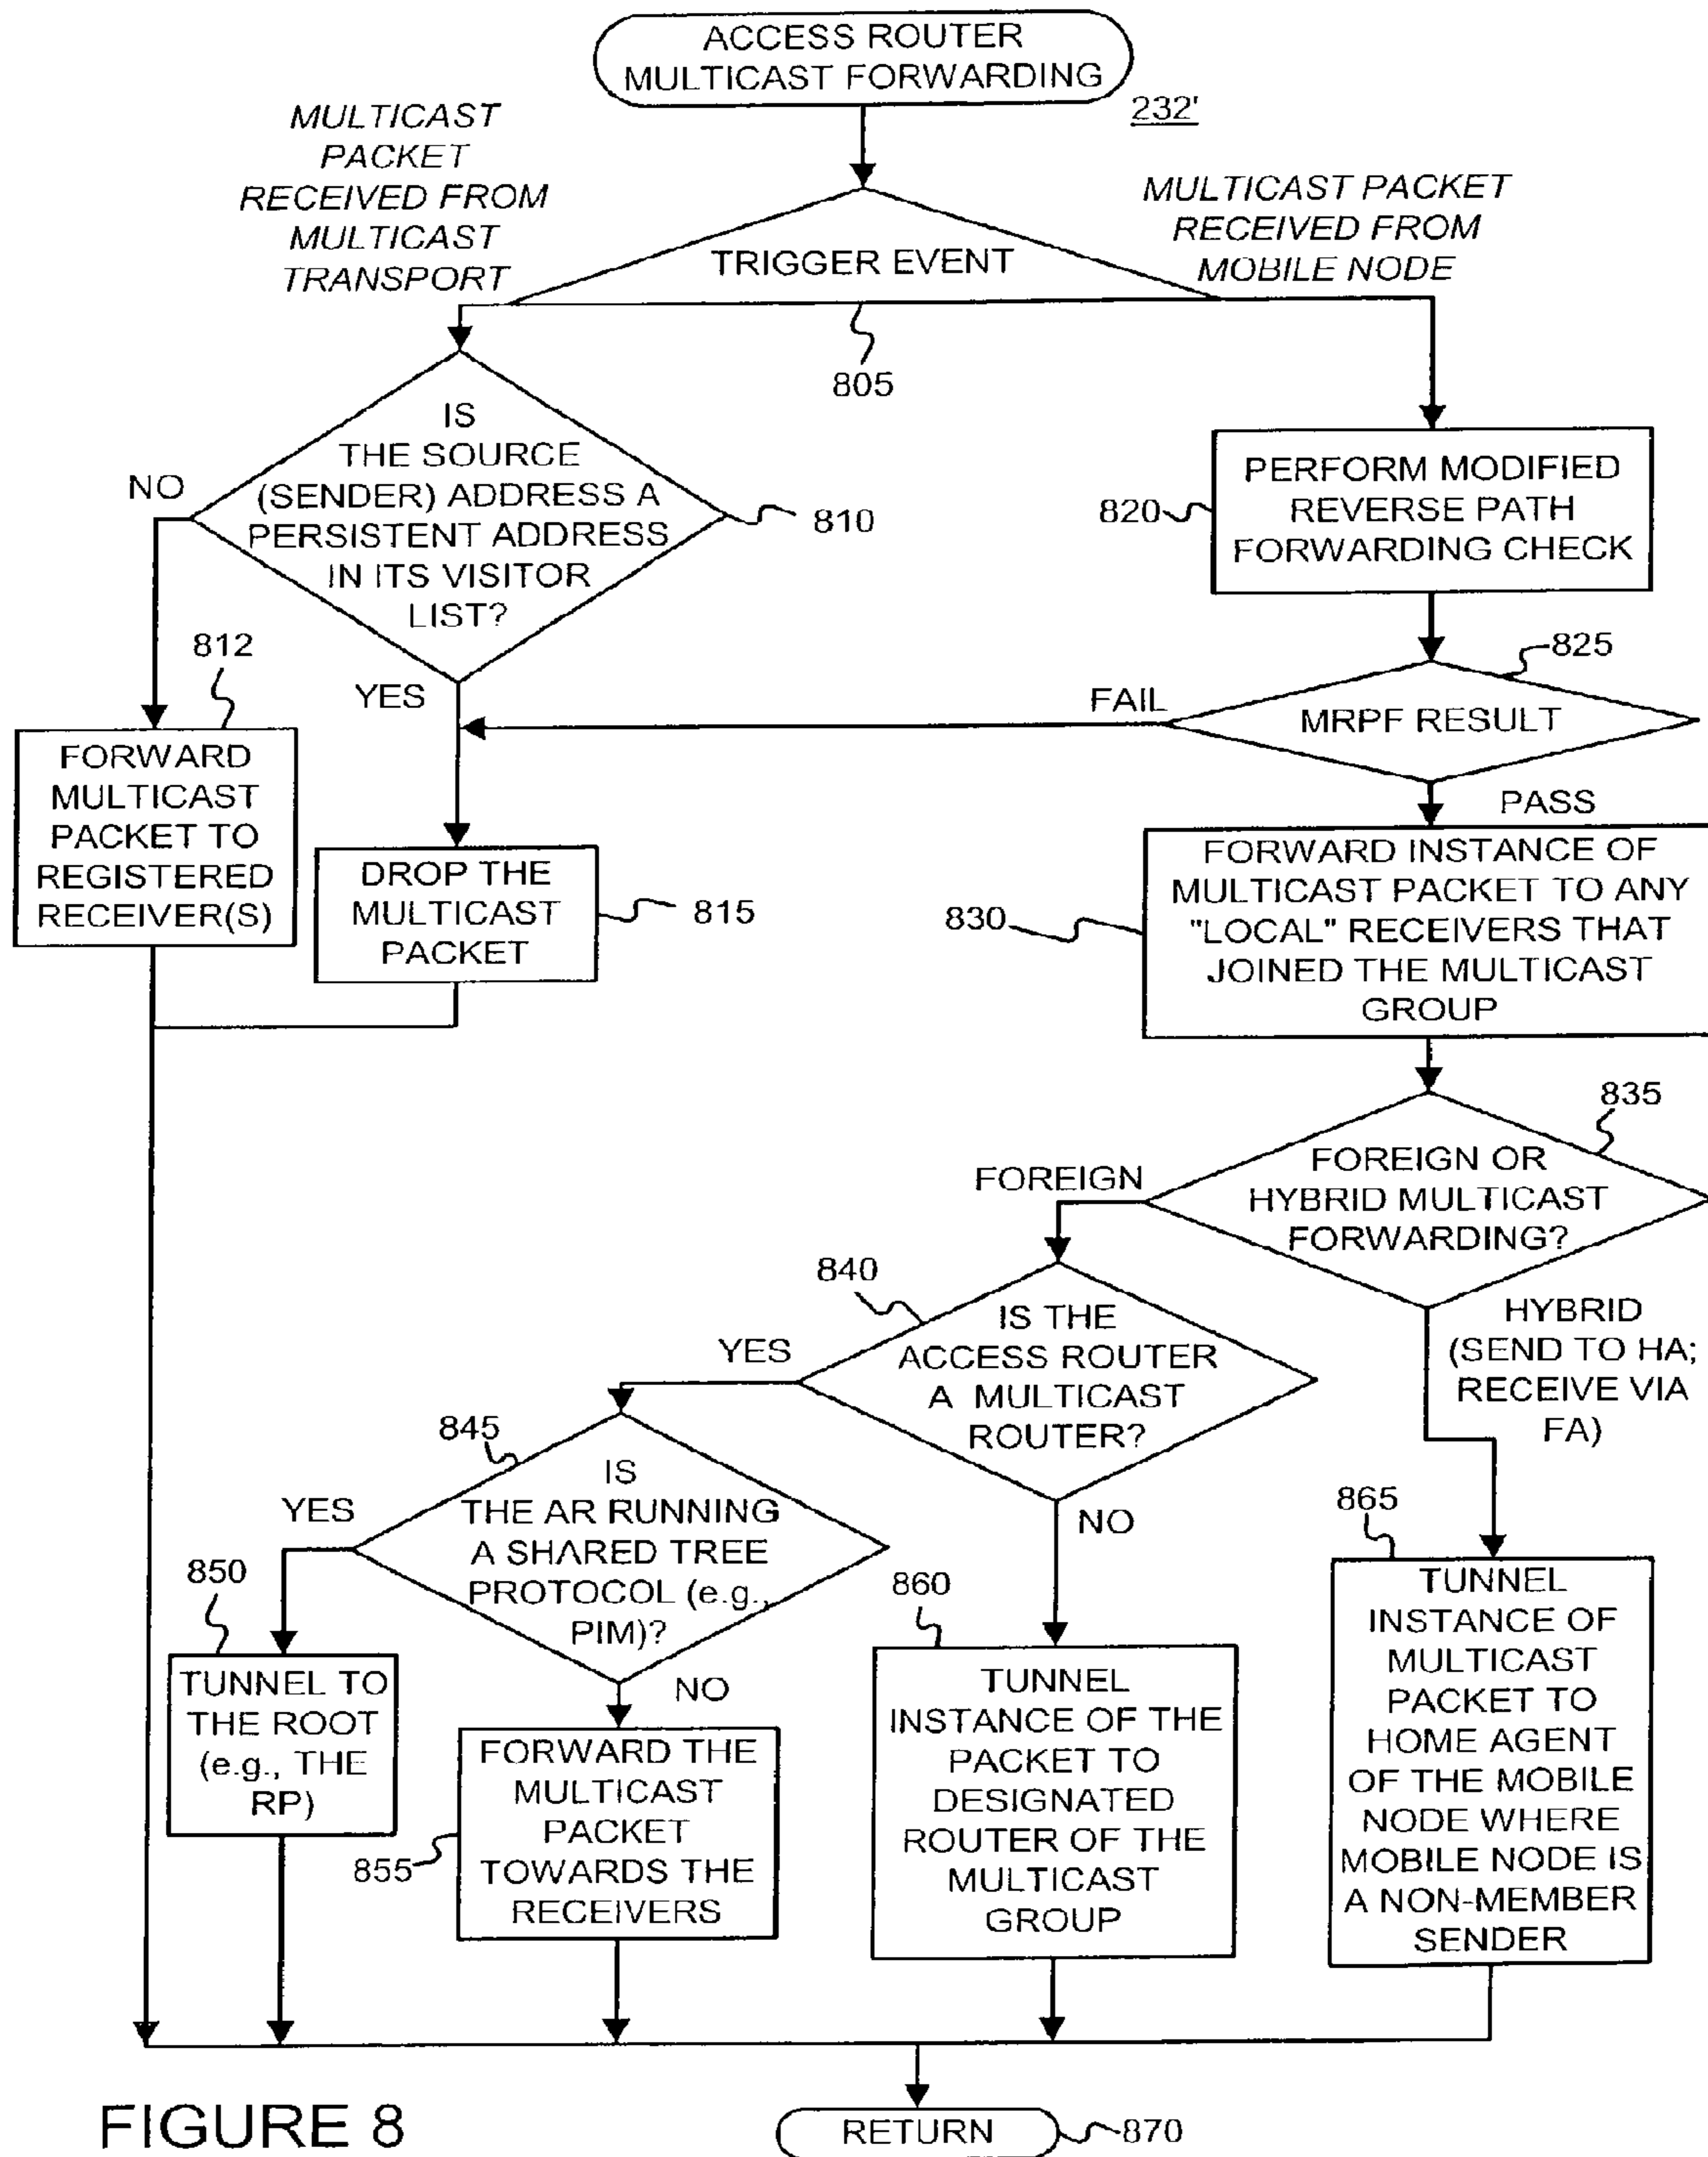 ACCESS ROUTER
MULTICAST FORWARDING
232'
MULTICAST
PACKET
RECEIVED FROM
MULTICAST
TRANSPORT
MULTICAST PACKET
RECEIVED FROM
MOBILE NODE
TRIGGER EVENT
805
IS
THE SOURCE
(SENDER) ADDRESS A
PERSISTENT ADDRESS
IN ITS VISITOR
LIST?
NO
810
YES
820
PERFORM MODIFIED
REVERSE PATH
FORWARDING CHECK
812
FORWARD
MULTICAST
PACKET TO
REGISTERED
RECEIVER(S)
825
FAIL
MRPF RESULT
PASS
DROP THE
MULTICAST
PACKET
815
830
FORWARD INSTANCE OF
MULTICAST PACKET TO ANY
"LOCAL" RECEIVERS THAT
JOINED THE MULTICAST
GROUP
835
FOREIGN
FOREIGN OR
HYBRID MULTICAST
FORWARDING?
HYBRID
(SEND TO HA;
RECEIVE VIA
FA)
840
IS THE
ACCESS ROUTER
A MULTICAST
ROUTER?
YES
NO
845
IS
THE AR RUNNING
A SHARED TREE
PROTOCOL (e.g.,
PIM)?
YES
NO
850
TUNNEL TO
THE ROOT
(e.g., THE
RP)
855
FORWARD THE
MULTICAST
PACKET
TOWARDS THE
RECEIVERS
860
TUNNEL
INSTANCE OF THE
PACKET TO
DESIGNATED
ROUTER OF THE
MULTICAST
GROUP
865
TUNNEL
INSTANCE OF
MULTICAST
PACKET TO
HOME AGENT
OF THE MOBILE
NODE WHERE
MOBILE NODE IS
A NON-MEMBER
SENDER
FIGURE 8
RETURN
870